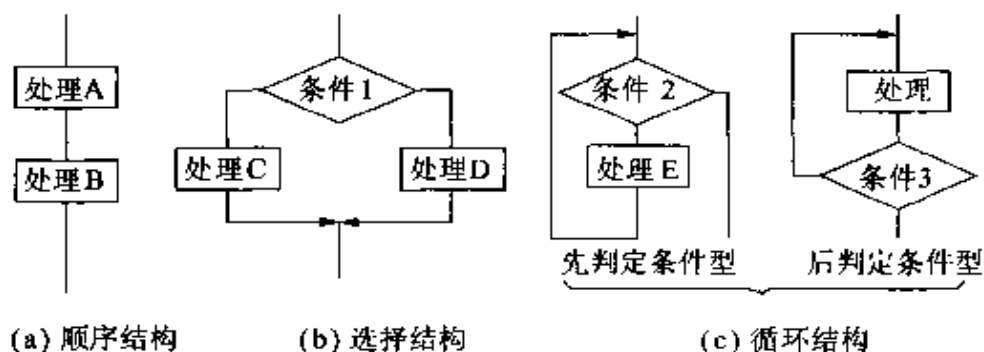 处理A
处理B
(a) 顺序结构
条件1
处理C
处理D
(b) 选择结构
条件 2
处理 E
先判定条件型
处理
条件3
后判定条件型
(c) 循环结构